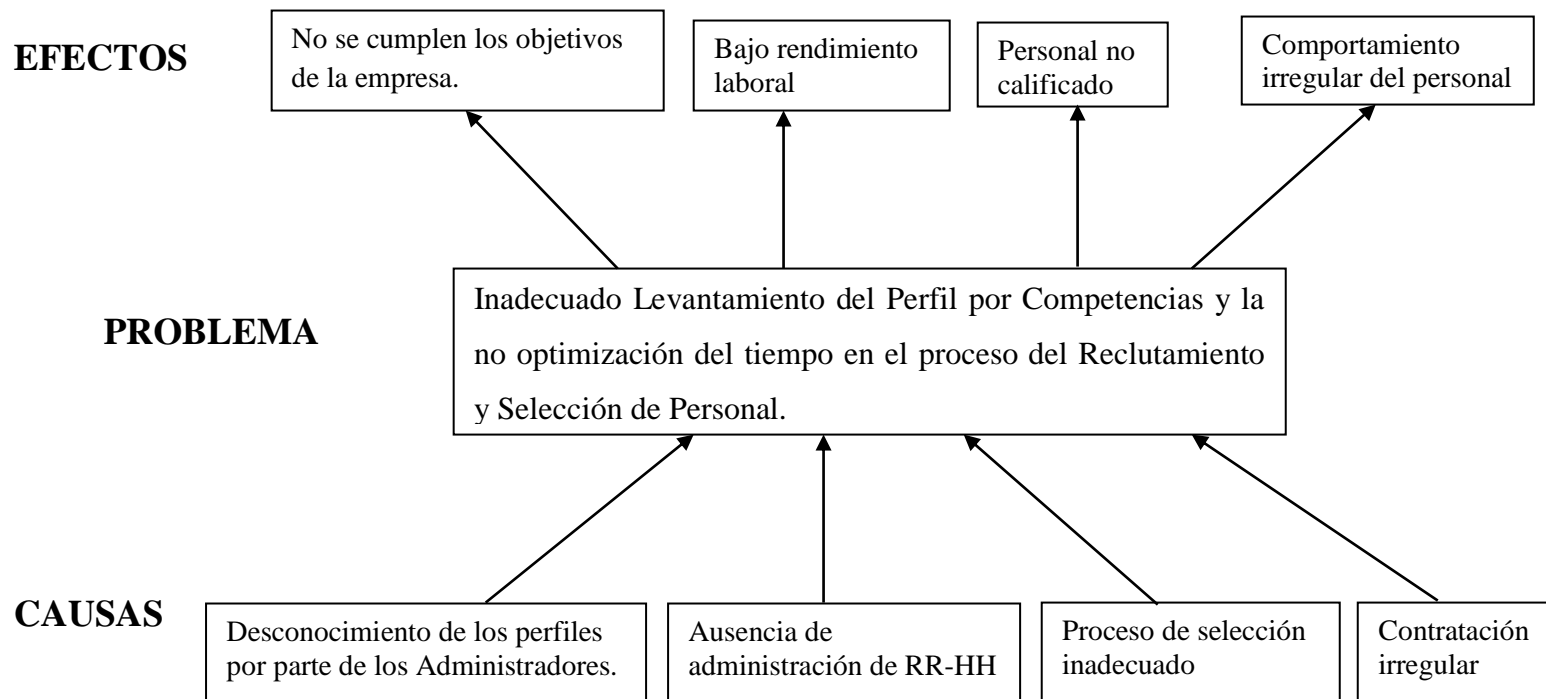 EFECTOS
No se cumplen los objetivos
de la empresa.
Bajo rendimiento
laboral
Personal no
calificado
Comportamiento
irregular del personal
PROBLEMA
Inadecuado Levantamiento del Perfil por Competencias y la
no optimización del tiempo en el proceso del Reclutamiento
y Selección de Personal.
CAUSAS
Desconocimiento de los perfiles
por parte de los Administradores.
Ausencia de
administración de RR-HH
Proceso de selección
inadecuado
Contratación
irregular